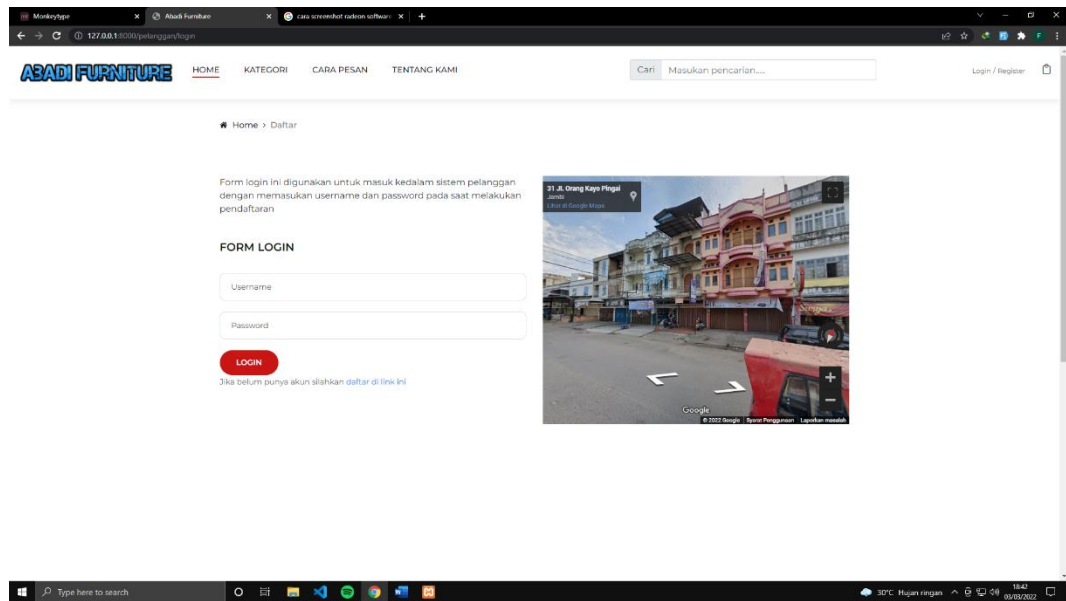 Monkeytype
Abadi Furniture
cara screenshot radeon software
127.0.0.1:8000/pelanggan/login
ABADI FURNITURE
HOME KATEGORI CARA PESAN TENTANG KAMI
Cari Masukan pencarian.....
Login / Register
Home > Daftar
Form login ini digunakan untuk masuk kedalam sistem pelanggan
dengan memasukan username dan password pada saat melakukan
pendaftaran
FORM LOGIN
Username
Password
LOGIN
Jika belum punya akun silahkan daftar di link ini
31 Jl. Orang Kayo Pingai
Jambi
Lihat di Google Maps
Google
© 2022 Google Syarat Penggunaan Laporkan masalah
Type here to search
30°C Hujan ringan
18:42
03/03/2022